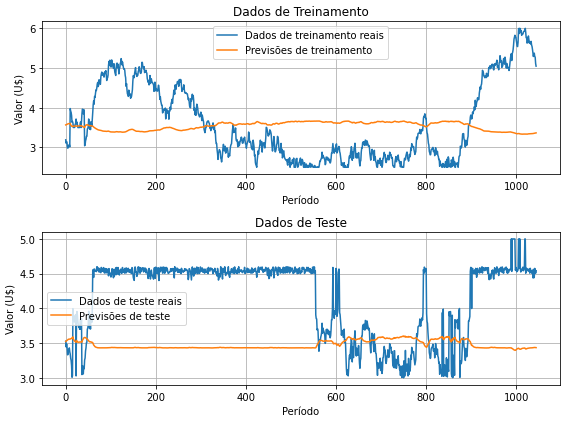 Dados de Treinamento
Dados de treinamento reais
Previsões de treinamento
Valor (U$)
6
5
4
3
0
200
400
600
800
1000
Período
Dados de Teste
Dados de teste reais
Previsões de teste
Valor (U$)
5.0
4.5
4.0
3.5
3.0
0
200
400
600
800
1000
Período